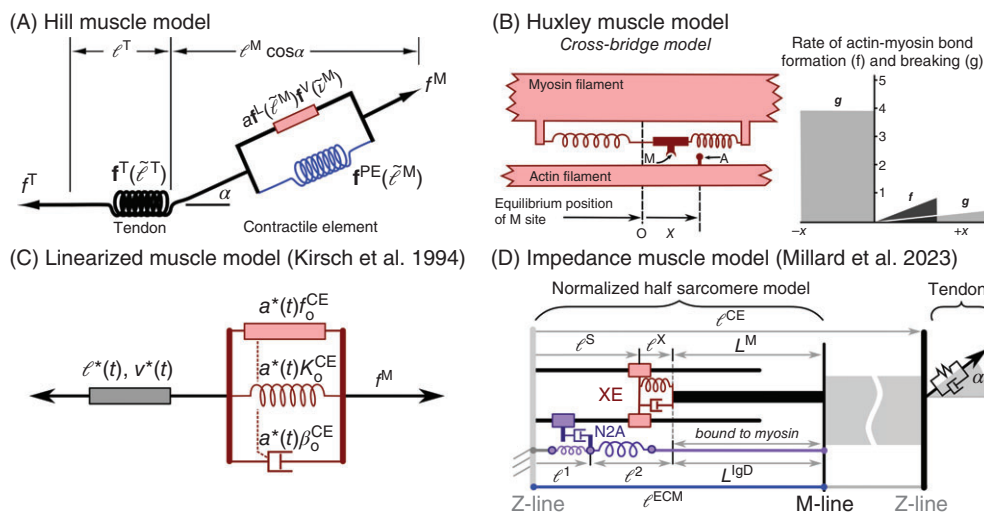 (A) Hill muscle model
ℓᵀ
ℓᴹ cosα
fᴹ
afᴸ(ℓ̃ᴹ)fⱽ(ṽᴹ)
fᴾᴱ(ℓ̃ᴹ)
fᵀ
fᵀ(ℓ̃ᵀ)
α
Tendon
Contractile element
(B) Huxley muscle model
Cross-bridge model
Myosin filament
M
A
Actin filament
Equilibrium position
of M site
O
X
Rate of actin-myosin bond
formation (f) and breaking (g)
5
4
3
2
1
g
f
g
–x
+x
(C) Linearized muscle model (Kirsch et al. 1994)
a*(t)f₀ᶜᴱ
ℓ*(t), v*(t)
a*(t)K₀ᶜᴱ
fᴹ
a*(t)β₀ᶜᴱ
(D) Impedance muscle model (Millard et al. 2023)
Normalized half sarcomere model
Tendon
ℓᶜᴱ
ℓˢ
ℓˣ
Lᴹ
XE
α
N2A
bound to myosin
ℓ¹
ℓ²
Lᴵᵍᴰ
ℓᴱᶜᴹ
Z-line
M-line
Z-line